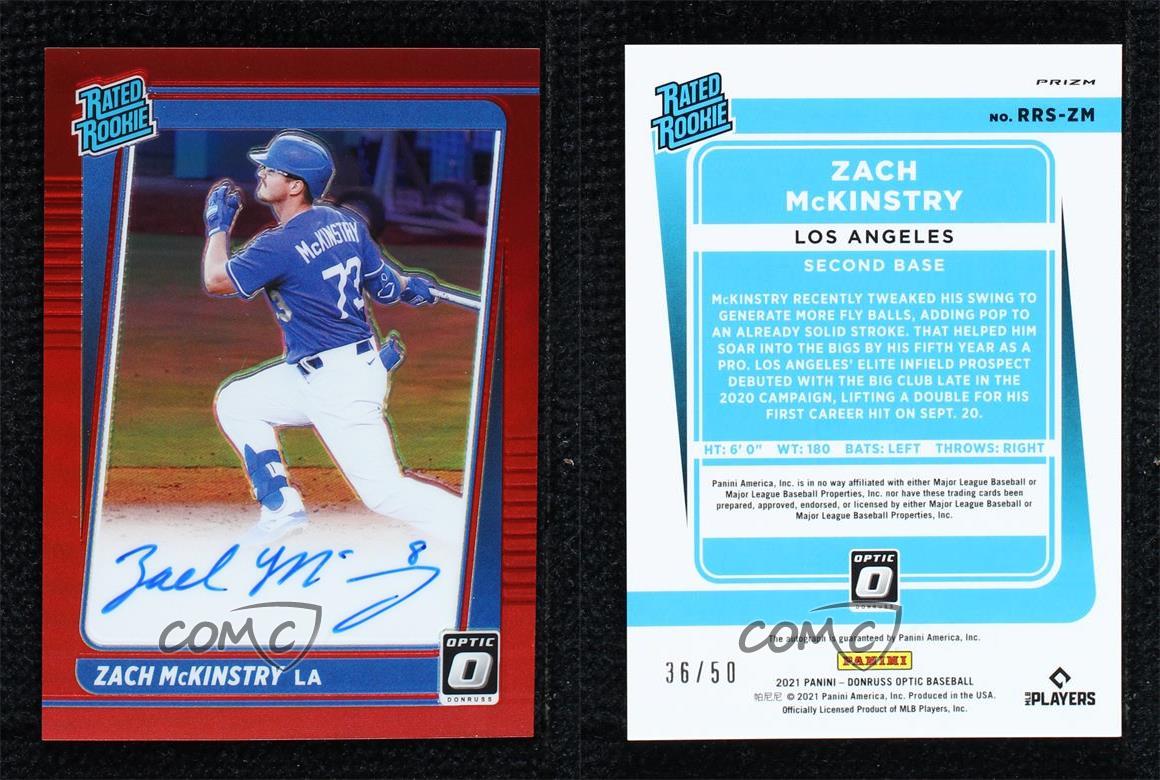 RATED
ROOKIE
McKINSTRY
73
Zach McK 8
COMC
ZACH McKINSTRY LA
OPTIC
DONRUSS
RATED
ROOKIE
PRIZM
NO. RRS-ZM
ZACH
McKINSTRY
LOS ANGELES
SECOND BASE
McKINSTRY RECENTLY TWEAKED HIS SWING TO
GENERATE MORE FLY BALLS, ADDING POP TO
AN ALREADY SOLID STROKE. THAT HELPED HIM
SOAR INTO THE BIGS BY HIS FIFTH YEAR AS A
PRO. LOS ANGELES' ELITE INFIELD PROSPECT
DEBUTED WITH THE BIG CLUB LATE IN THE
2020 CAMPAIGN, LIFTING A DOUBLE FOR HIS
FIRST CAREER HIT ON SEPT. 20.
HT: 6' 0" WT: 180 BATS: LEFT THROWS: RIGHT
Panini America, Inc. is in no way affiliated with either Major League Baseball or
Major League Baseball Properties, Inc. nor have these trading cards been
prepared, approved, endorsed, or licensed by either Major League Baseball or
Major League Baseball Properties, Inc.
OPTIC
DONRUSS
COMC
The autograph is guaranteed by Panini America, Inc.
PANINI
36/50
2021 PANINI – DONRUSS OPTIC BASEBALL
帕尼尼 © 2021 Panini America, Inc. Produced in the USA.
Officially Licensed Product of MLB Players, Inc.
MLB PLAYERS